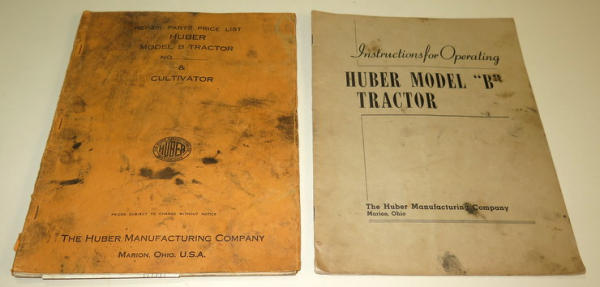 REPAIR PARTS PRICE LIST
HUBER
MODEL B TRACTOR
NO.
&
CULTIVATOR
HUBER
PRICES SUBJECT TO CHANGE WITHOUT NOTICE
THE HUBER MANUFACTURING COMPANY
MARION, OHIO, U.S.A.
Instructions for Operating
HUBER MODEL "B"
TRACTOR
The Huber Manufacturing Company
Marion, Ohio